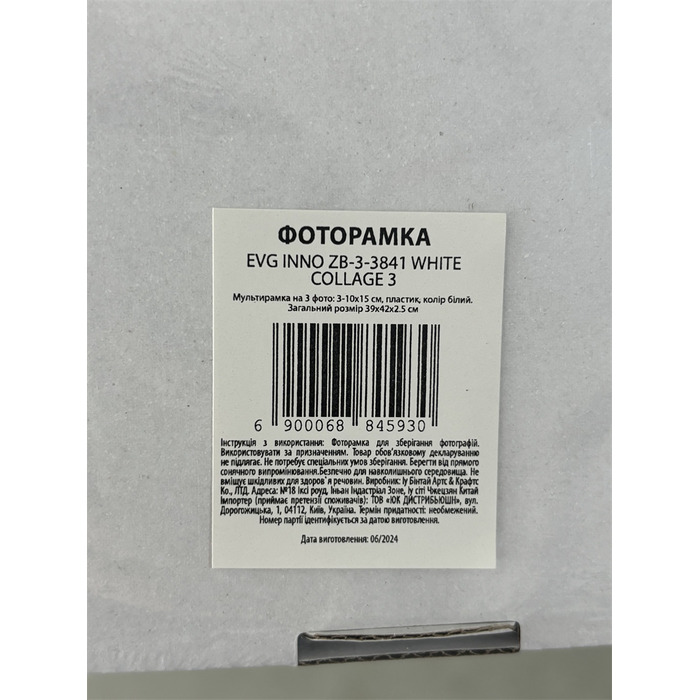 ФОТОРАМКА
EVG INNO ZB-3-3841 WHITE
COLLAGE 3
Мультирамка на 3 фото: 3-10x15 см, пластик, колір білий.
Загальний розмір 39x42x2.5 см
6 900068 845930
Інструкція з використання: Фоторамка для зберігання фотографій.
Використовувати за призначенням. Товар обов'язковому декларуванню
не підлягає. Не потребує спеціальних умов зберігання. Берегти від прямого
сонячного випромінювання.Безпечно для навколишнього середовища. Не
вміщує шкідливих для здоров'я речовин. Виробник: Іу Бінтай Артс & Крафтс
Ко., ЛТД. Адреса: №18 Іксі роуд, Іньан Індастріал Зоне, Іу сіті Чжецзян Китай
Імпортер (приймає претензії споживачів): ТОВ «ЮК ДИСТРИБЬЮШН», вул.
Дорогожицька, 1, 04112, Київ, Україна. Термін придатності: необмежений.
Номер партії ідентифікується за датою виготовлення.
Дата виготовлення: 06/2024